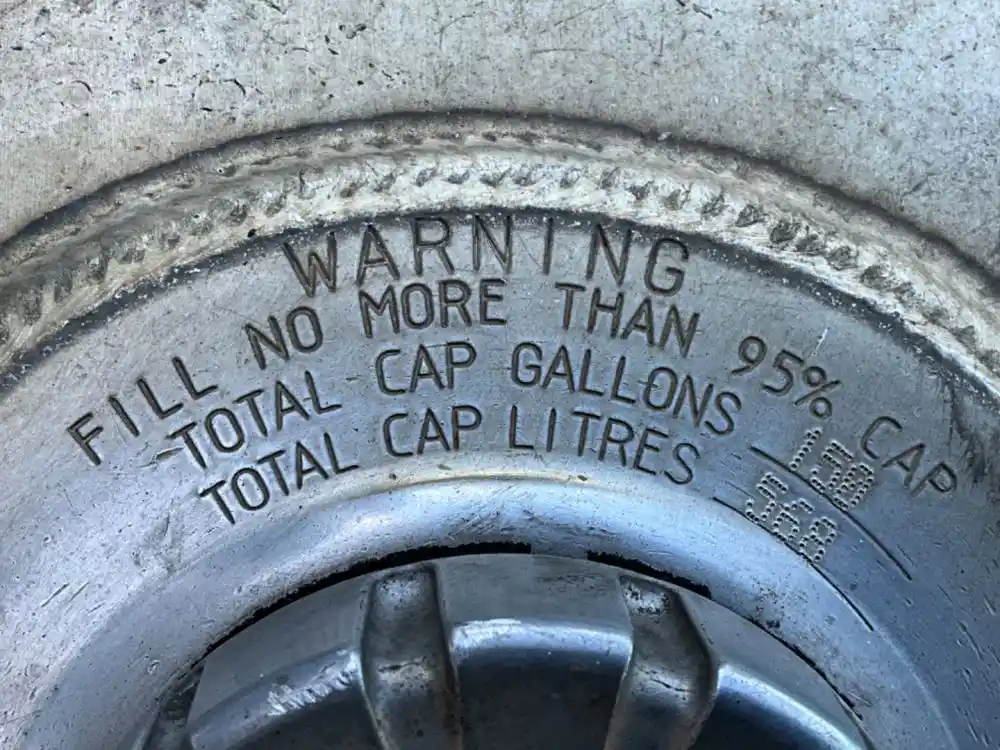 WARNING
FILL NO MORE THAN 95% CAP
TOTAL CAP GALLONS 150
TOTAL CAP LITRES 568